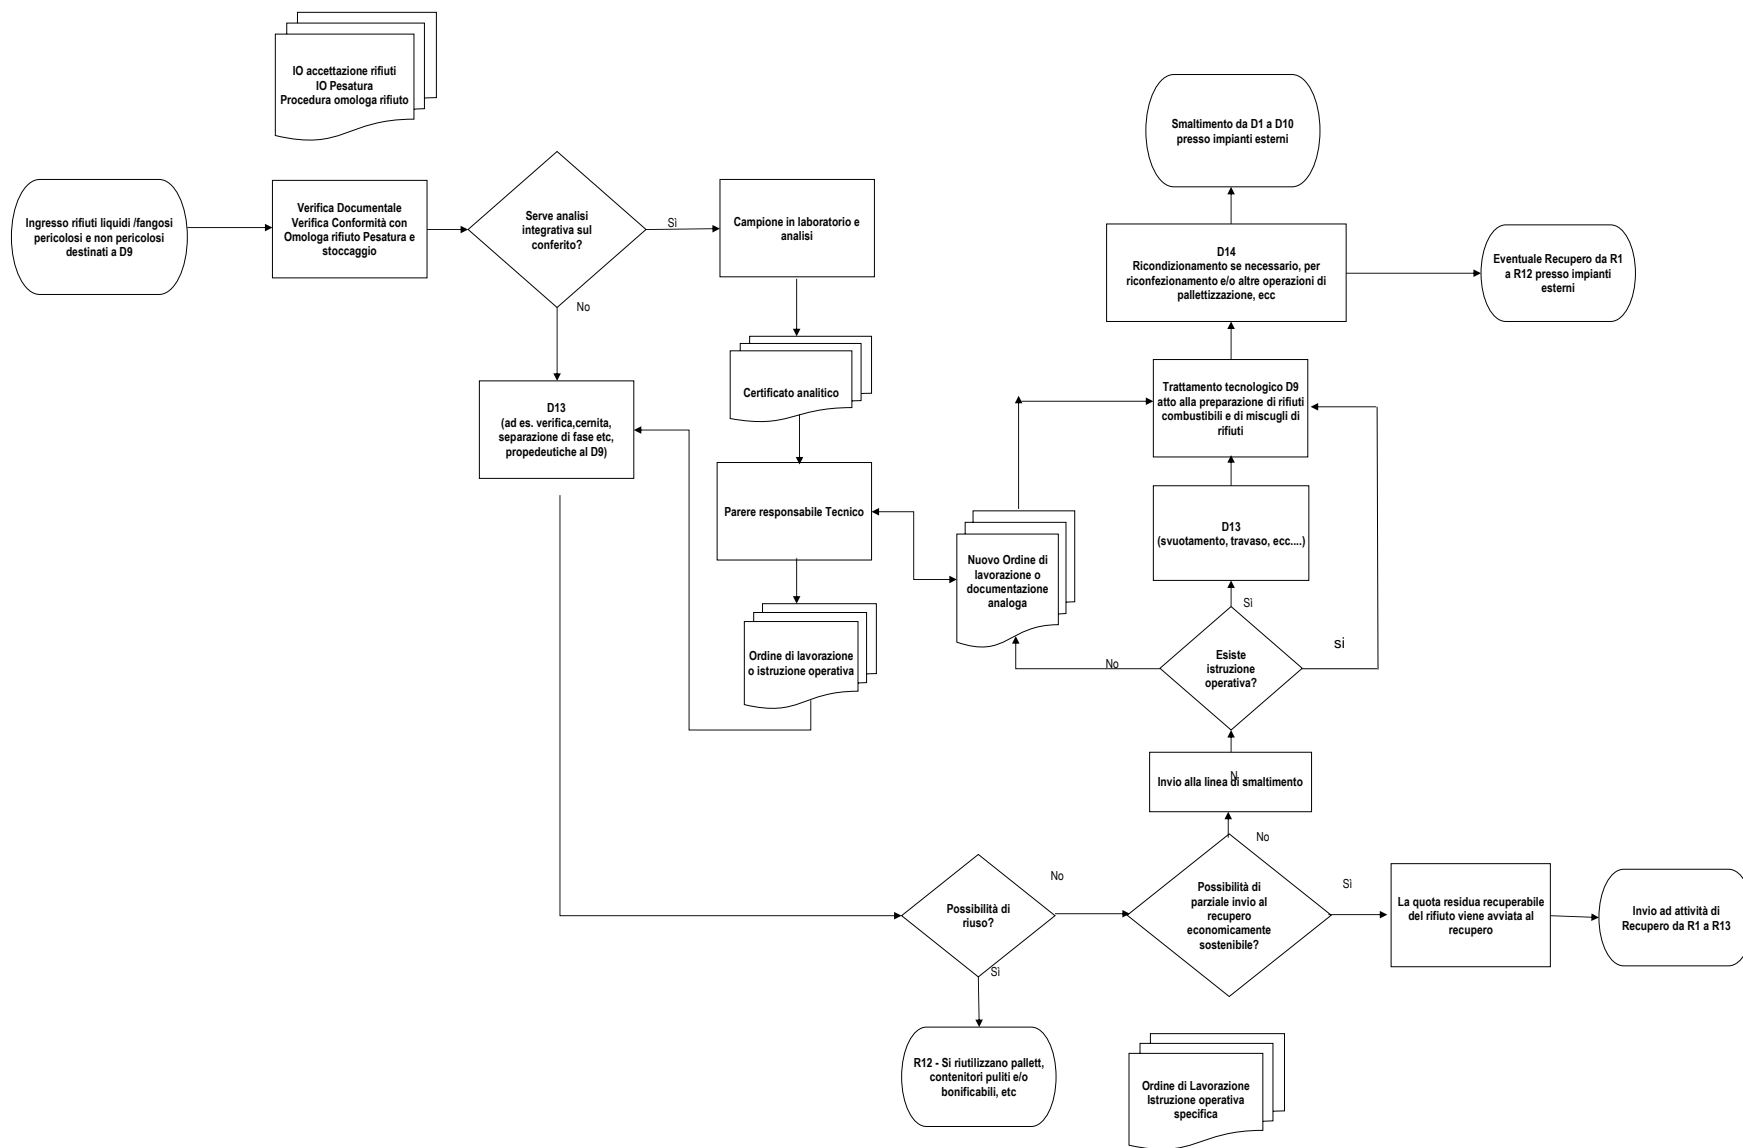 IO accettazione rifiuti
IO Pesatura
Procedura omologa rifiuto
Smaltimento da D1 a D10
presso impianti esterni
Ingresso rifiuti liquidi /fangosi
pericolosi e non pericolosi
destinati a D9
Verifica Documentale
Verifica Conformità con
Omologa rifiuto Pesatura e
stoccaggio
Serve analisi
integrativa sul
conferito?
Sì
No
Campione in laboratorio e
analisi
D14
Ricondizionamento se necessario, per
riconfezionamento e/o altre operazioni di
pallettizzazione, ecc
Eventuale Recupero da R1
a R12 presso impianti
esterni
Certificato analitico
D13
(ad es. verifica,cernita,
separazione di fase etc,
propedeutiche al D9)
Trattamento tecnologico D9
atto alla preparazione di rifiuti
combustibili e di miscugli di
rifiuti
Parere responsabile Tecnico
D13
(svuotamento, travaso, ecc....)
Nuovo Ordine di
lavorazione o
documentazione
analoga
Sì
Ordine di lavorazione
o istruzione operativa
No
Esiste
istruzione
operativa?
si
N
Invio alla linea di smaltimento
No
Possibilità di
riuso?
No
Possibilità di
parziale invio al
recupero
economicamente
sostenibile?
Sì
La quota residua recuperabile
del rifiuto viene avviata al
recupero
Invio ad attività di
Recupero da R1 a R13
Sì
R12 - Si riutilizzano pallett,
contenitori puliti e/o
bonificabili, etc
Ordine di Lavorazione
Istruzione operativa
specifica